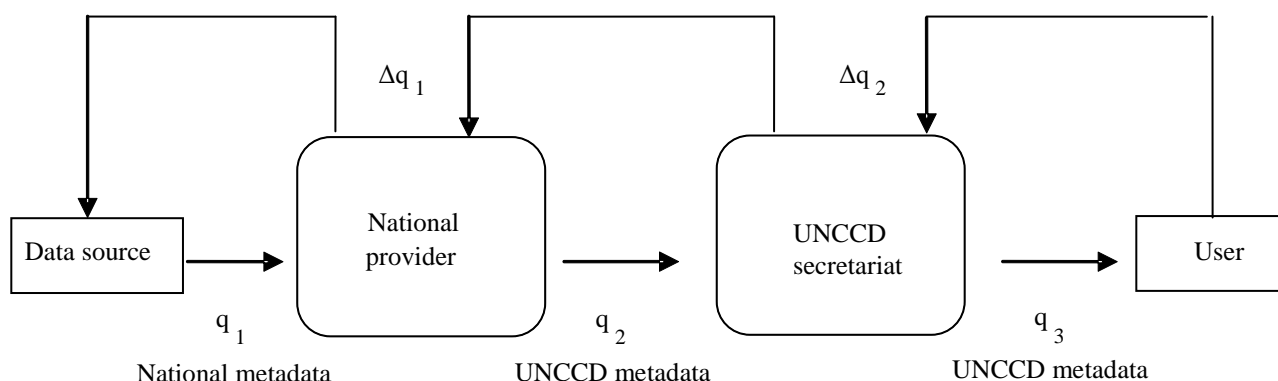 Δq 1
Δq 2
Data source
National
provider
UNCCD
secretariat
User
q 1
q 2
q 3
National metadata
UNCCD metadata
UNCCD metadata